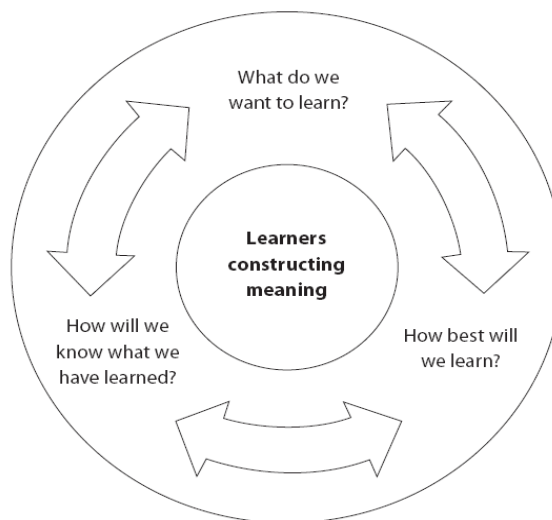 What do we
want to learn?
Learners
constructing
meaning
How will we
know what we
have learned?
How best will
we learn?